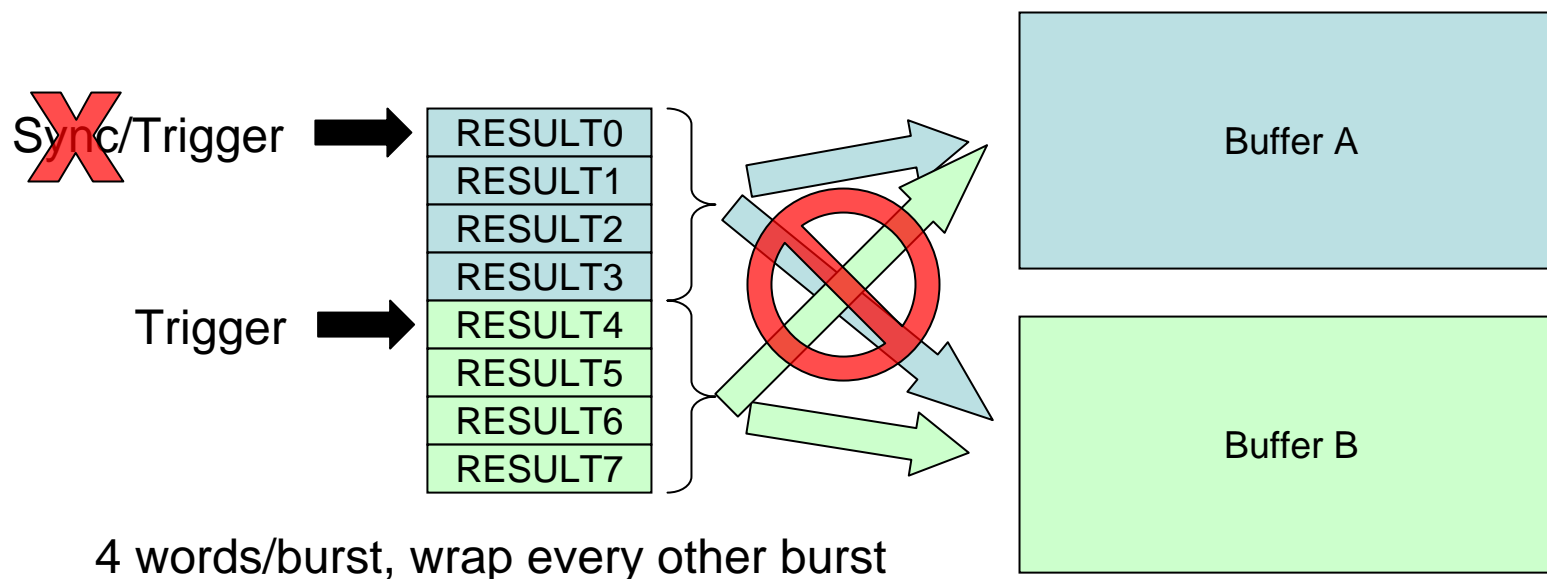 Sync/Trigger
RESULT0
RESULT1
RESULT2
RESULT3
Trigger
RESULT4
RESULT5
RESULT6
RESULT7
Buffer A
Buffer B
4 words/burst, wrap every other burst